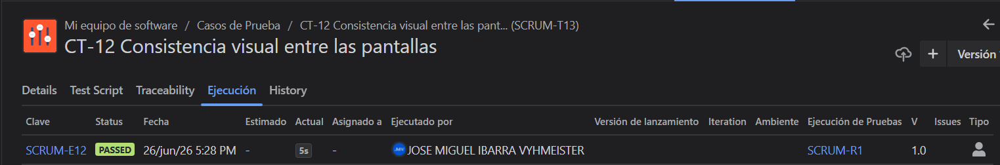 Mi equipo de software / Casos de Prueba / CT-12 Consistencia visual entre las pant... (SCRUM-T13)
CT-12 Consistencia visual entre las pantallas
+ Versión
Details Test Script Traceability Ejecución History
Clave Status Fecha Estimado Actual Asignado a Ejecutado por Versión de lanzamiento Iteration Ambiente Ejecución de Pruebas V Issues Tipo
SCRUM-E12 PASSED 26/jun/26 5:28 PM - 5s - JMIV JOSE MIGUEL IBARRA VYHMEISTER SCRUM-R1 1.0